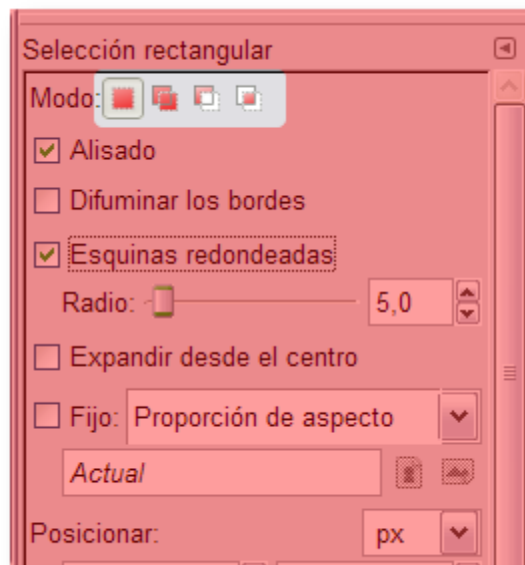 Selección rectangular
Modo:
Alisado
Difuminar los bordes
Esquinas redondeadas
Radio: 5,0
Expandir desde el centro
Fijo: Proporción de aspecto
Actual
Posicionar: px